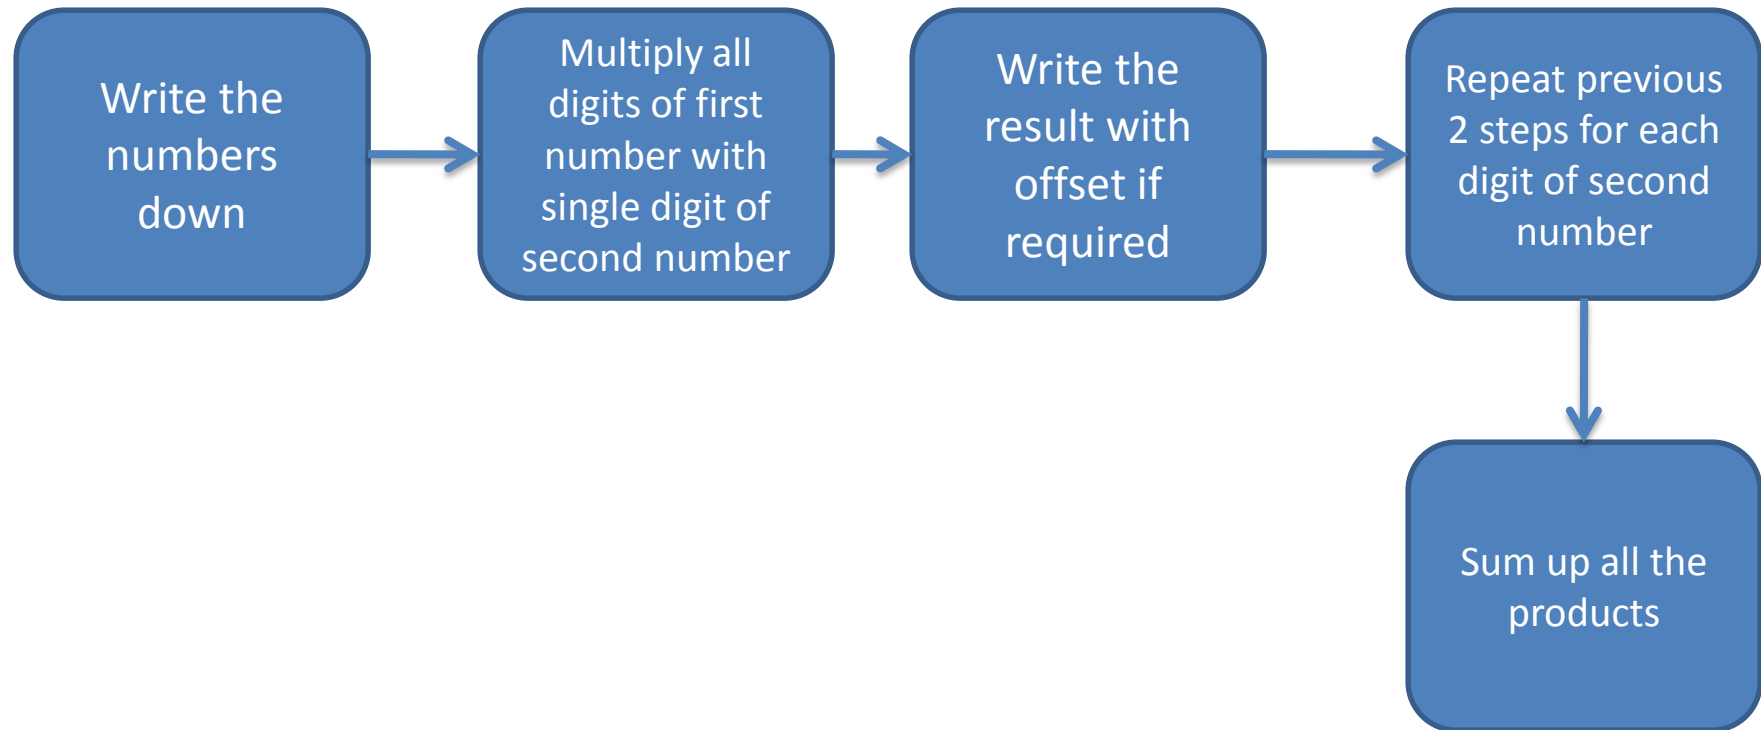 Write the
numbers
down
Multiply all
digits of first
number with
single digit of
second number
Write the
result with
offset if
required
Repeat previous
2 steps for each
digit of second
number
Sum up all the
products